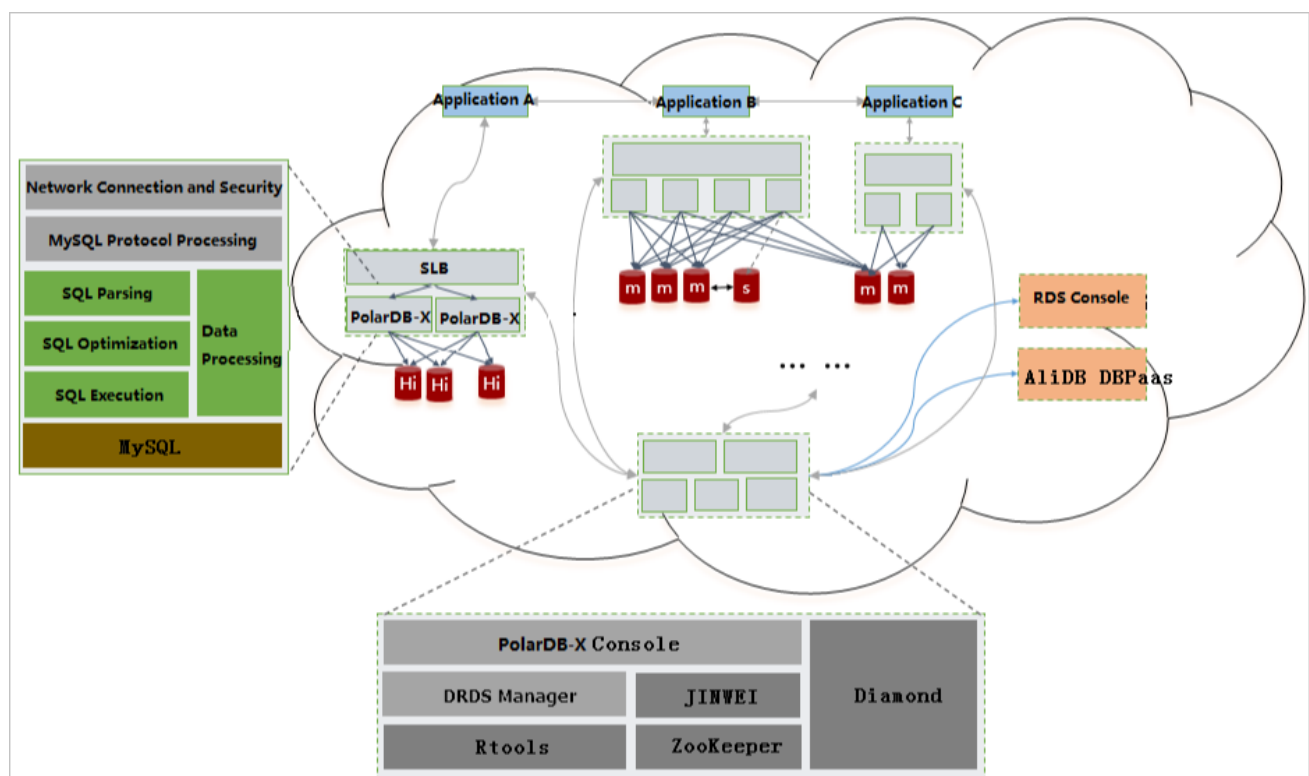 Application A
Application B
Application C
Network Connection and Security
MySQL Protocol Processing
SQL Parsing
SQL Optimization
SQL Execution
Data
Processing
MySQL
SLB
PolarDB-X
PolarDB-X
Hi
Hi
Hi
m
m
m
s
m
m
RDS Console
AliDB DBPaas
... ...
PolarDB-X Console
DRDS Manager
JINWEI
Diamond
Rtools
ZooKeeper